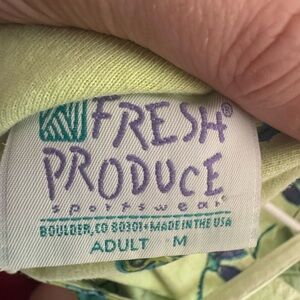 FRESH®
PRODUCE
sportswear
BOULDER, CO 80301 • MADE IN THE USA
ADULT M